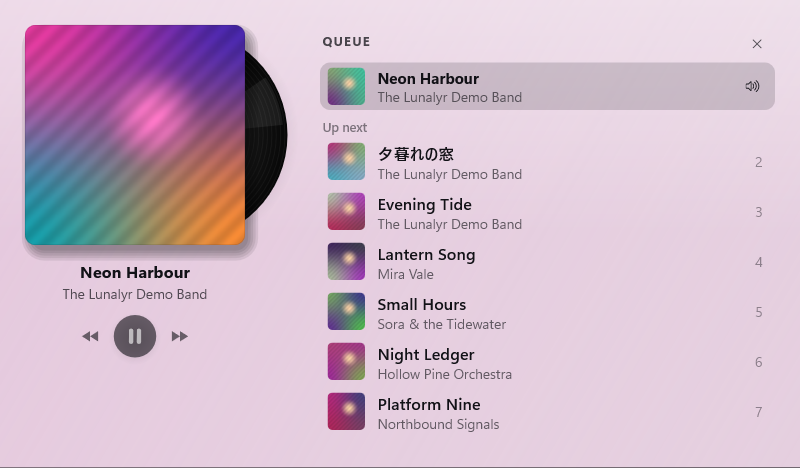 Neon Harbour
The Lunalyr Demo Band
QUEUE
Neon Harbour
The Lunalyr Demo Band
Up next
夕暮れの窓
The Lunalyr Demo Band
2
Evening Tide
The Lunalyr Demo Band
3
Lantern Song
Mira Vale
4
Small Hours
Sora & the Tidewater
5
Night Ledger
Hollow Pine Orchestra
6
Platform Nine
Northbound Signals
7